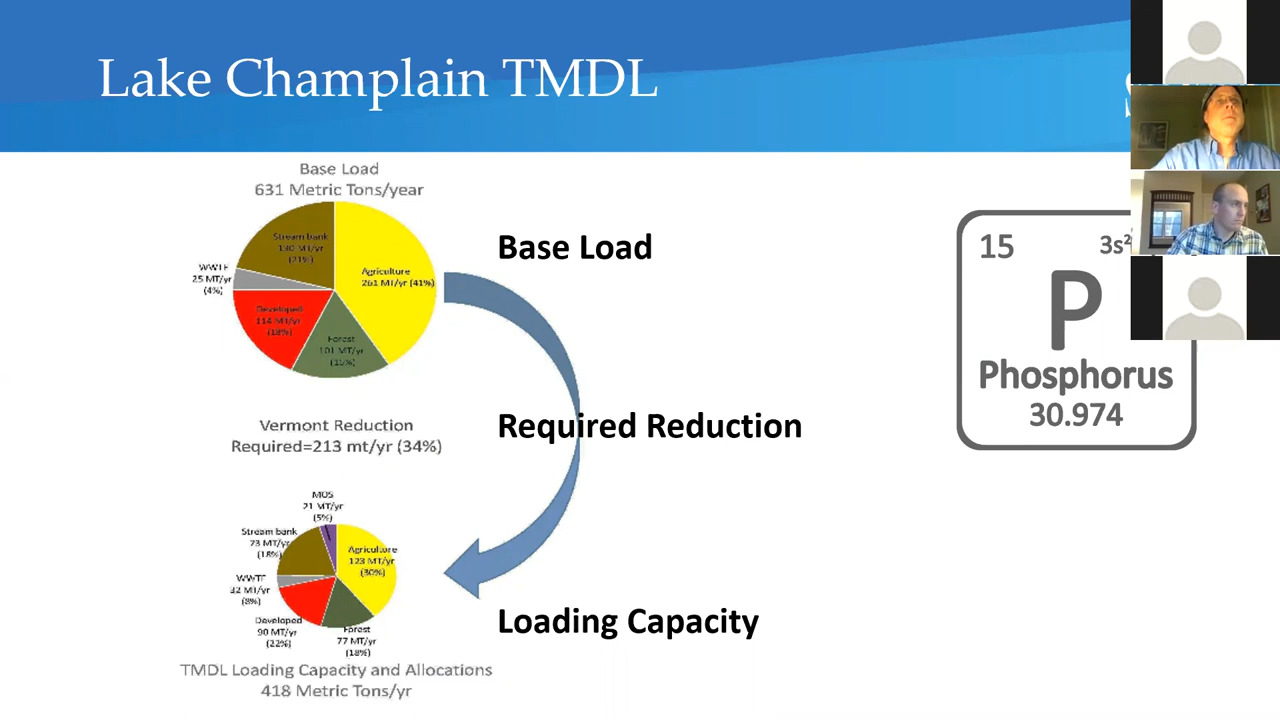 Lake Champlain TMDL
Base Load
631 Metric Tons/year
Stream bank
130 MT/yr
(21%)
WWTF
25 MT/yr
(4%)
Agriculture
261 MT/yr (41%)
Developed
114 MT/yr
(18%)
Forest
101 MT/yr
(16%)
Base Load
Vermont Reduction
Required=213 mt/yr (34%)
Required Reduction
MOS
21 MT/yr
(5%)
Stream bank
73 MT/yr
(18%)
Agriculture
123 MT/yr
(30%)
WWTF
32 MT/yr
(8%)
Developed
90 MT/yr
(22%)
Forest
77 MT/yr
(18%)
Loading Capacity
TMDL Loading Capacity and Allocations
418 Metric Tons/yr
15
3s²
P
Phosphorus
30.974